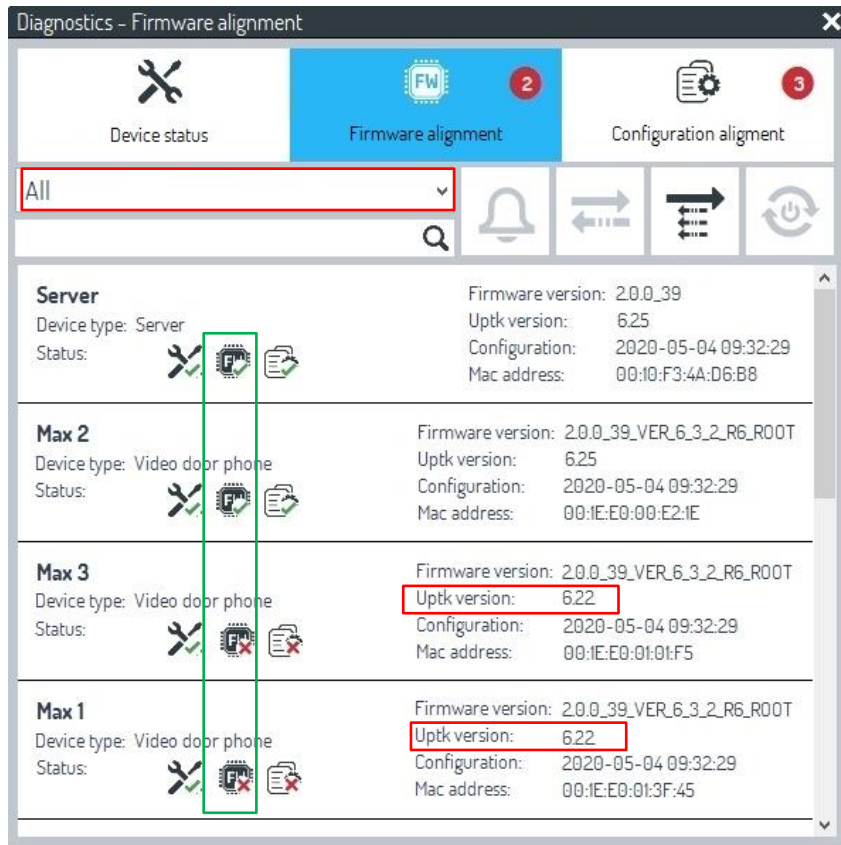 Diagnostics - Firmware alignment
FW 2 3
Device status Firmware alignment Configuration aligment
All
Server Firmware version: 2.0.0_39
Device type: Server Uptk version: 6.25
Status: Configuration: 2020-05-04 09:32:29
Mac address: 00:10:F3:4A:D6:B8
Max 2 Firmware version: 2.0.0_39_VER_6_3_2_R6_ROOT
Device type: Video door phone Uptk version: 6.25
Status: Configuration: 2020-05-04 09:32:29
Mac address: 00:1E:E0:00:E2:1E
Max 3 Firmware version: 2.0.0_39_VER_6_3_2_R6_ROOT
Device type: Video door phone Uptk version: 6.22
Status: Configuration: 2020-05-04 09:32:29
Mac address: 00:1E:E0:01:01:F5
Max 1 Firmware version: 2.0.0_39_VER_6_3_2_R6_ROOT
Device type: Video door phone Uptk version: 6.22
Status: Configuration: 2020-05-04 09:32:29
Mac address: 00:1E:E0:01:3F:45